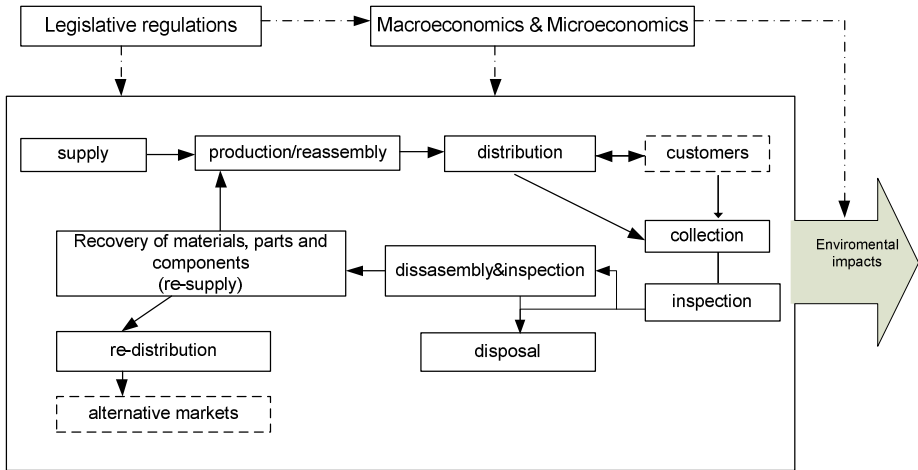 Legislative regulations
Macroeconomics & Microeconomics
supply
production/reassembly
distribution
customers
collection
Recovery of materials, parts and
components
(re-supply)
dissasembly&inspection
inspection
Enviromental
impacts
re-distribution
disposal
alternative markets